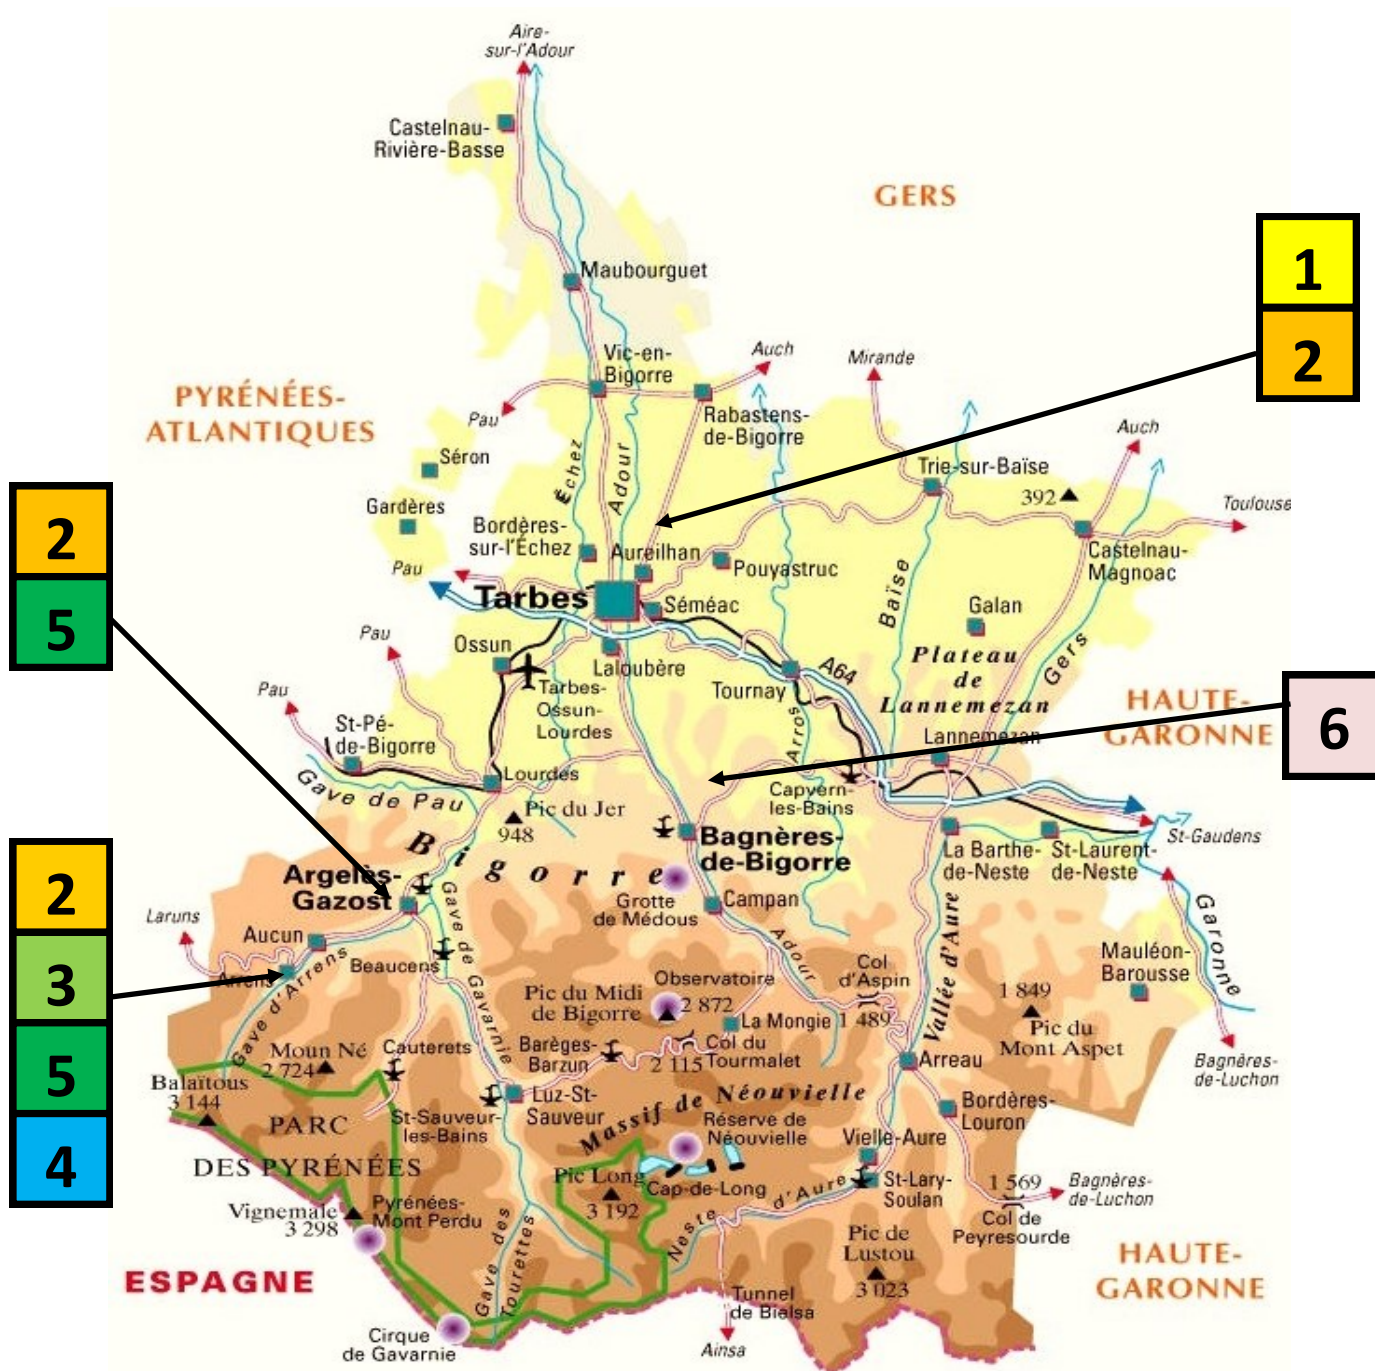 Aire-
sur-l'Adour
Castelnau-
Rivière-Basse
GERS
1
2
Maubourguet
Vic-en-
Bigorre
Auch
Mirande
PYRÉNÉES-
ATLANTIQUES
Pau
Rabastens-
de-Bigorre
Auch
Séron
Échez
Adour
Trie-sur-Baïse
392
Toulouse
2
5
Gardères
Bordères-
sur-l'Échez
Aureilhan
Pouyastruc
Castelnau-
Magnoac
Pau
Tarbes
Séméac
Baïse
Galan
Pau
Ossun
Laloubère
A64
Plateau
de
Lannemezan
Gers
Pau
Tarbes-
Ossun-
Lourdes
Tournay
Arros
HAUTE-
GARONNE
6
St-Pé-
de-Bigorre
Lannemezan
Gave de Pau
Lourdes
Capvern-
les-Bains
Pic du Jer
948
Bigorre
Bagnères-
de-Bigorre
La Barthe-
de-Neste
St-Laurent-
de-Neste
St-Gaudens
2
3
5
4
Argelès-
Gazost
Grotte
de Médous
Campan
Laruns
Aucun
Gave de Gavarnie
Garonne
Arrens
Gave d'Arrens
Beaucens
Observatoire
Adour
Col
d'Aspin
1 489
Vallée d'Aure
Mauléon-
Barousse
Pic du Midi
de Bigorre
2 872
La Mongie
1 849
Pic du
Mont Aspet
Moun Né
2 724
Cauterets
Barèges-
Barzun
2 115
Col du
Tourmalet
Arreau
Bagnères-
de-Luchon
Balaïtous
3 144
PARC
DES PYRÉNÉES
St-Sauveur-
les-Bains
Luz-St-
Sauveur
Massif de Néouvielle
Réserve de
Néouvielle
Bordères-
Louron
Vielle-Aure
Vignemale
3 298
Pyrénées-
Mont Perdu
Pic Long
3 192
Cap-de-Long
St-Lary-
Soulan
1 569
Col de
Peyresourde
Bagnères-
de-Luchon
Neste d'Aure
Gave des
Tourettes
Pic de
Lustou
3 023
HAUTE-
GARONNE
ESPAGNE
Tunnel
de Bielsa
Cirque
de Gavarnie
Ainsa